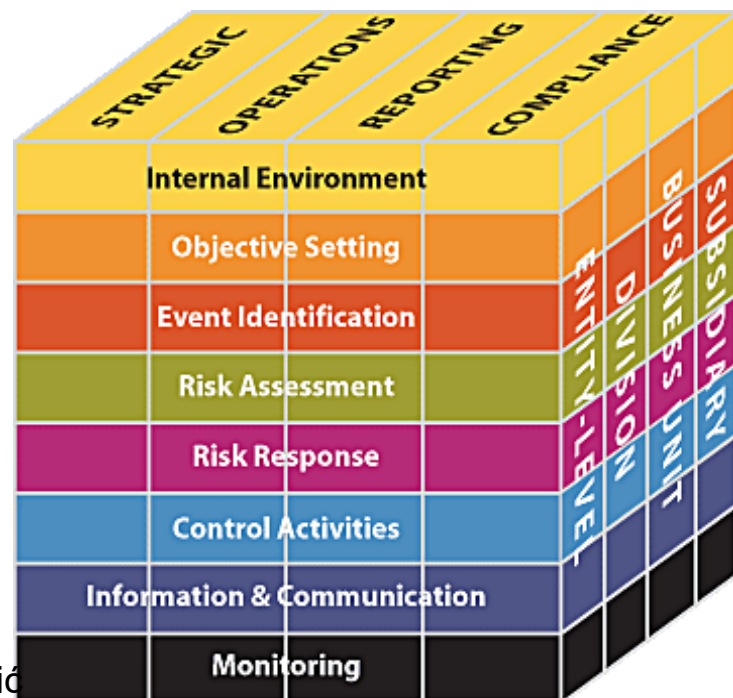 STRATEGIC
OPERATIONS
REPORTING
COMPLIANCE
Internal Environment
Objective Setting
Event Identification
Risk Assessment
Risk Response
Control Activities
Information & Communication
Monitoring
ENTITY-LEVEL
DIVISION
BUSINESS UNIT
SUBSIDIARY